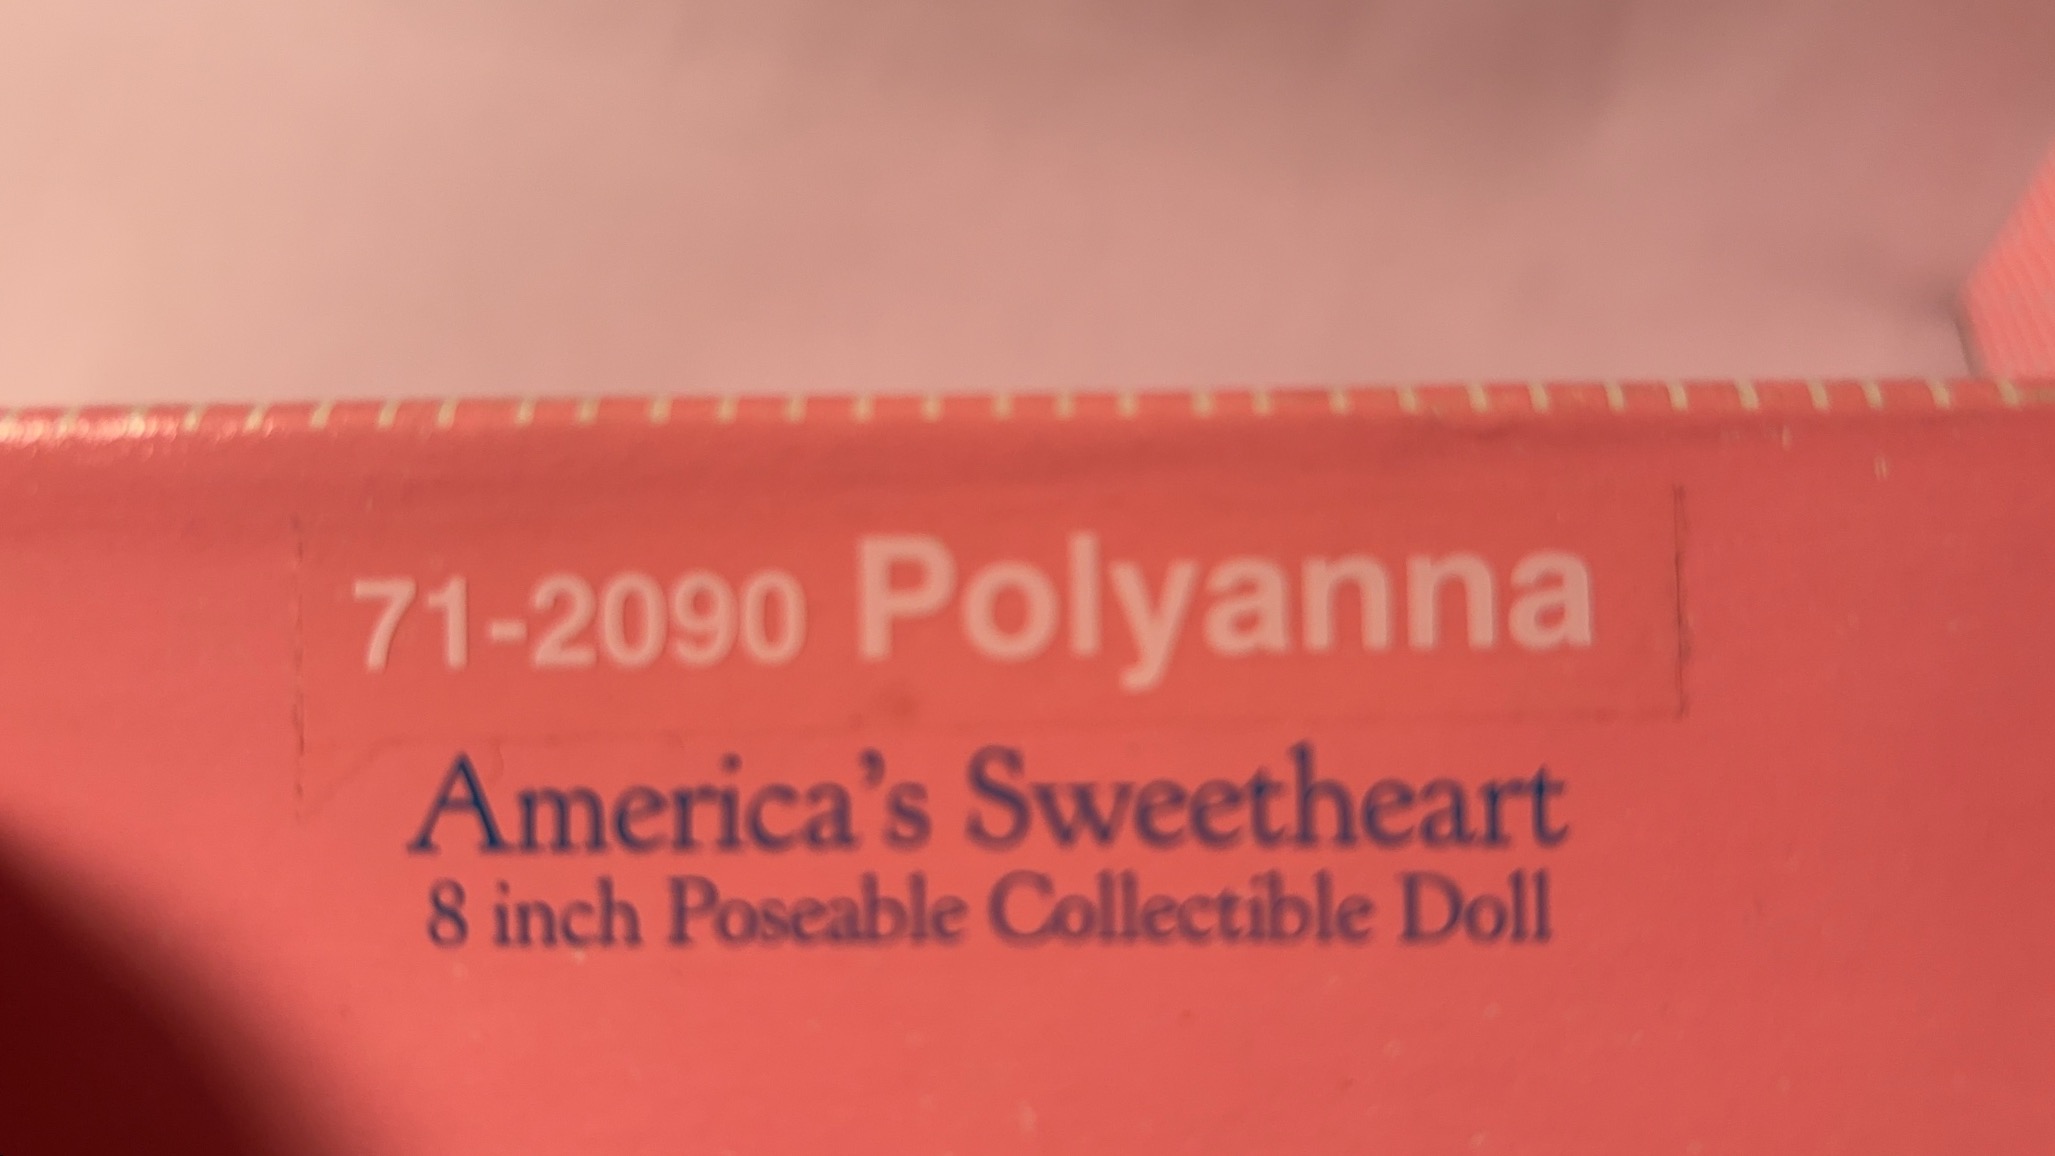 71-2090 Polyanna
America's Sweetheart
8 inch Poseable Collectible Doll